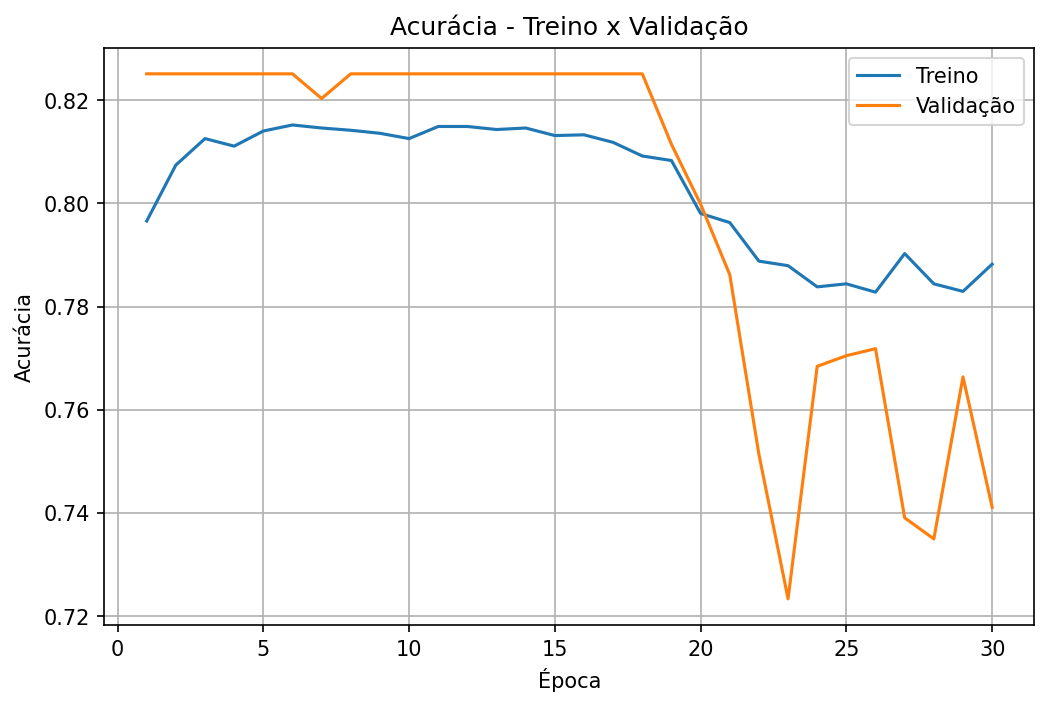 Acurácia - Treino x Validação
Treino
Validação
0.82
0.80
0.78
0.76
0.74
0.72
Acurácia
0 5 10 15 20 25 30
Época